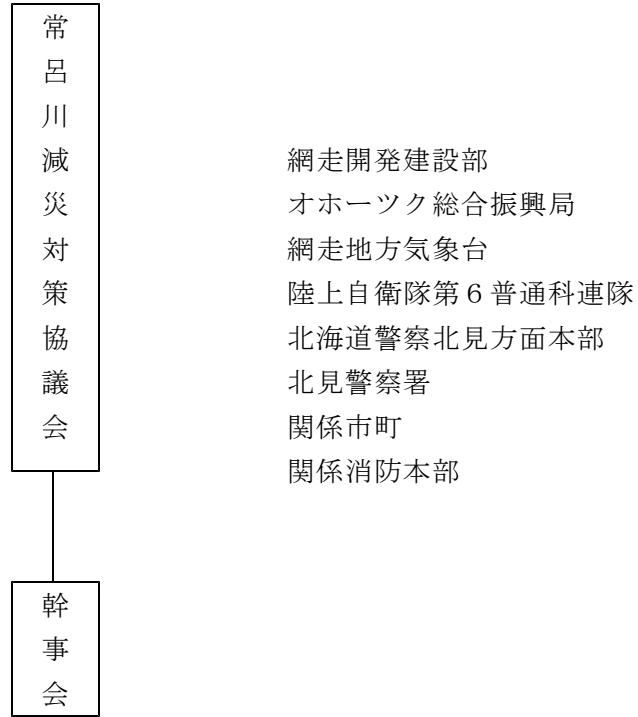 常呂川減災対策協議会
網走開発建設部
オホーツク総合振興局
網走地方気象台
陸上自衛隊第６普通科連隊
北海道警察北見方面本部
北見警察署
関係市町
関係消防本部
幹事会